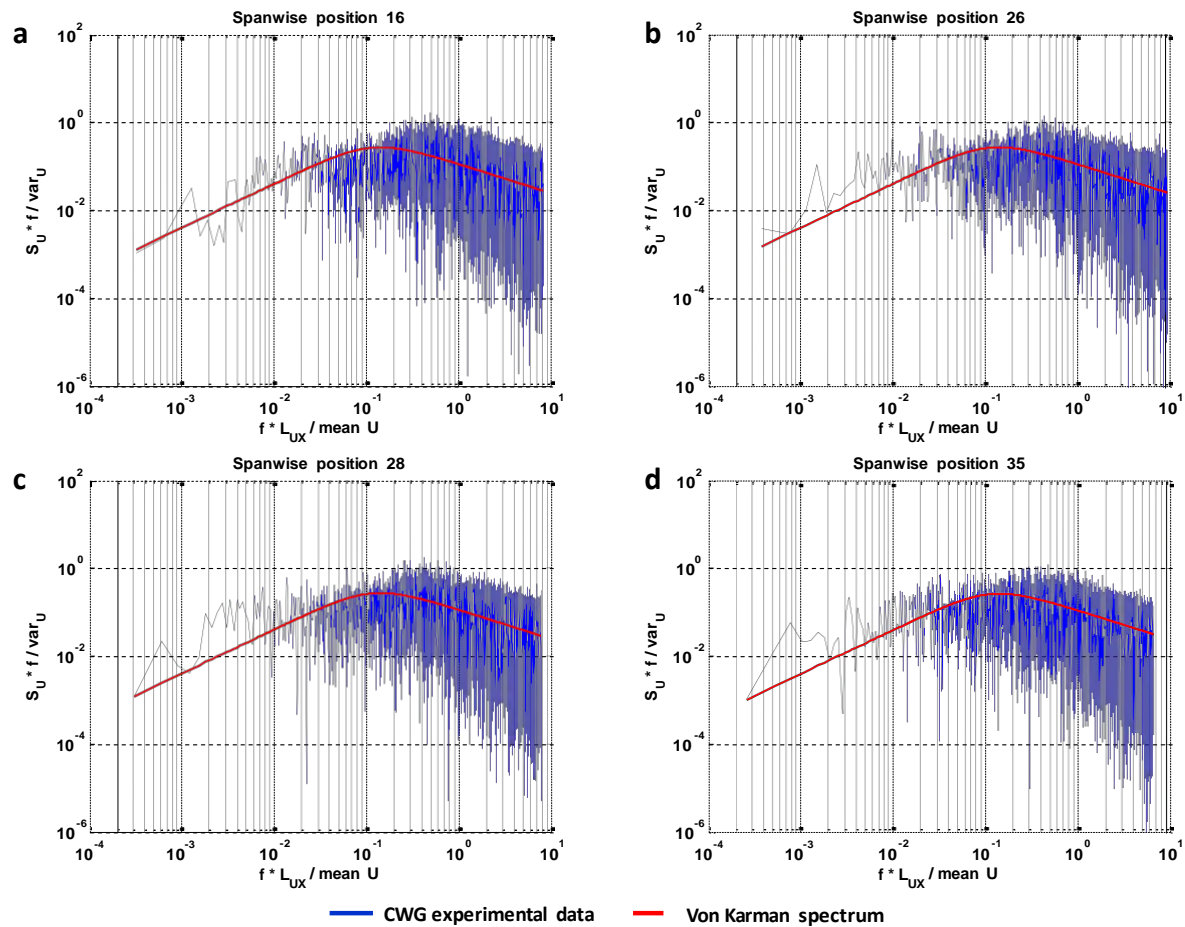 a
Spanwise position 16
10^2
10^0
10^-2
10^-4
10^-6
S_U * f / var_U
10^-4 10^-3 10^-2 10^-1 10^0 10^1
f * L_UX / mean U
b
Spanwise position 26
10^2
10^0
10^-2
10^-4
10^-6
S_U * f / var_U
10^-4 10^-3 10^-2 10^-1 10^0 10^1
f * L_UX / mean U
c
Spanwise position 28
10^2
10^0
10^-2
10^-4
10^-6
S_U * f / var_U
10^-4 10^-3 10^-2 10^-1 10^0 10^1
f * L_UX / mean U
d
Spanwise position 35
10^2
10^0
10^-2
10^-4
10^-6
S_U * f / var_U
10^-4 10^-3 10^-2 10^-1 10^0 10^1
f * L_UX / mean U
CWG experimental data Von Karman spectrum